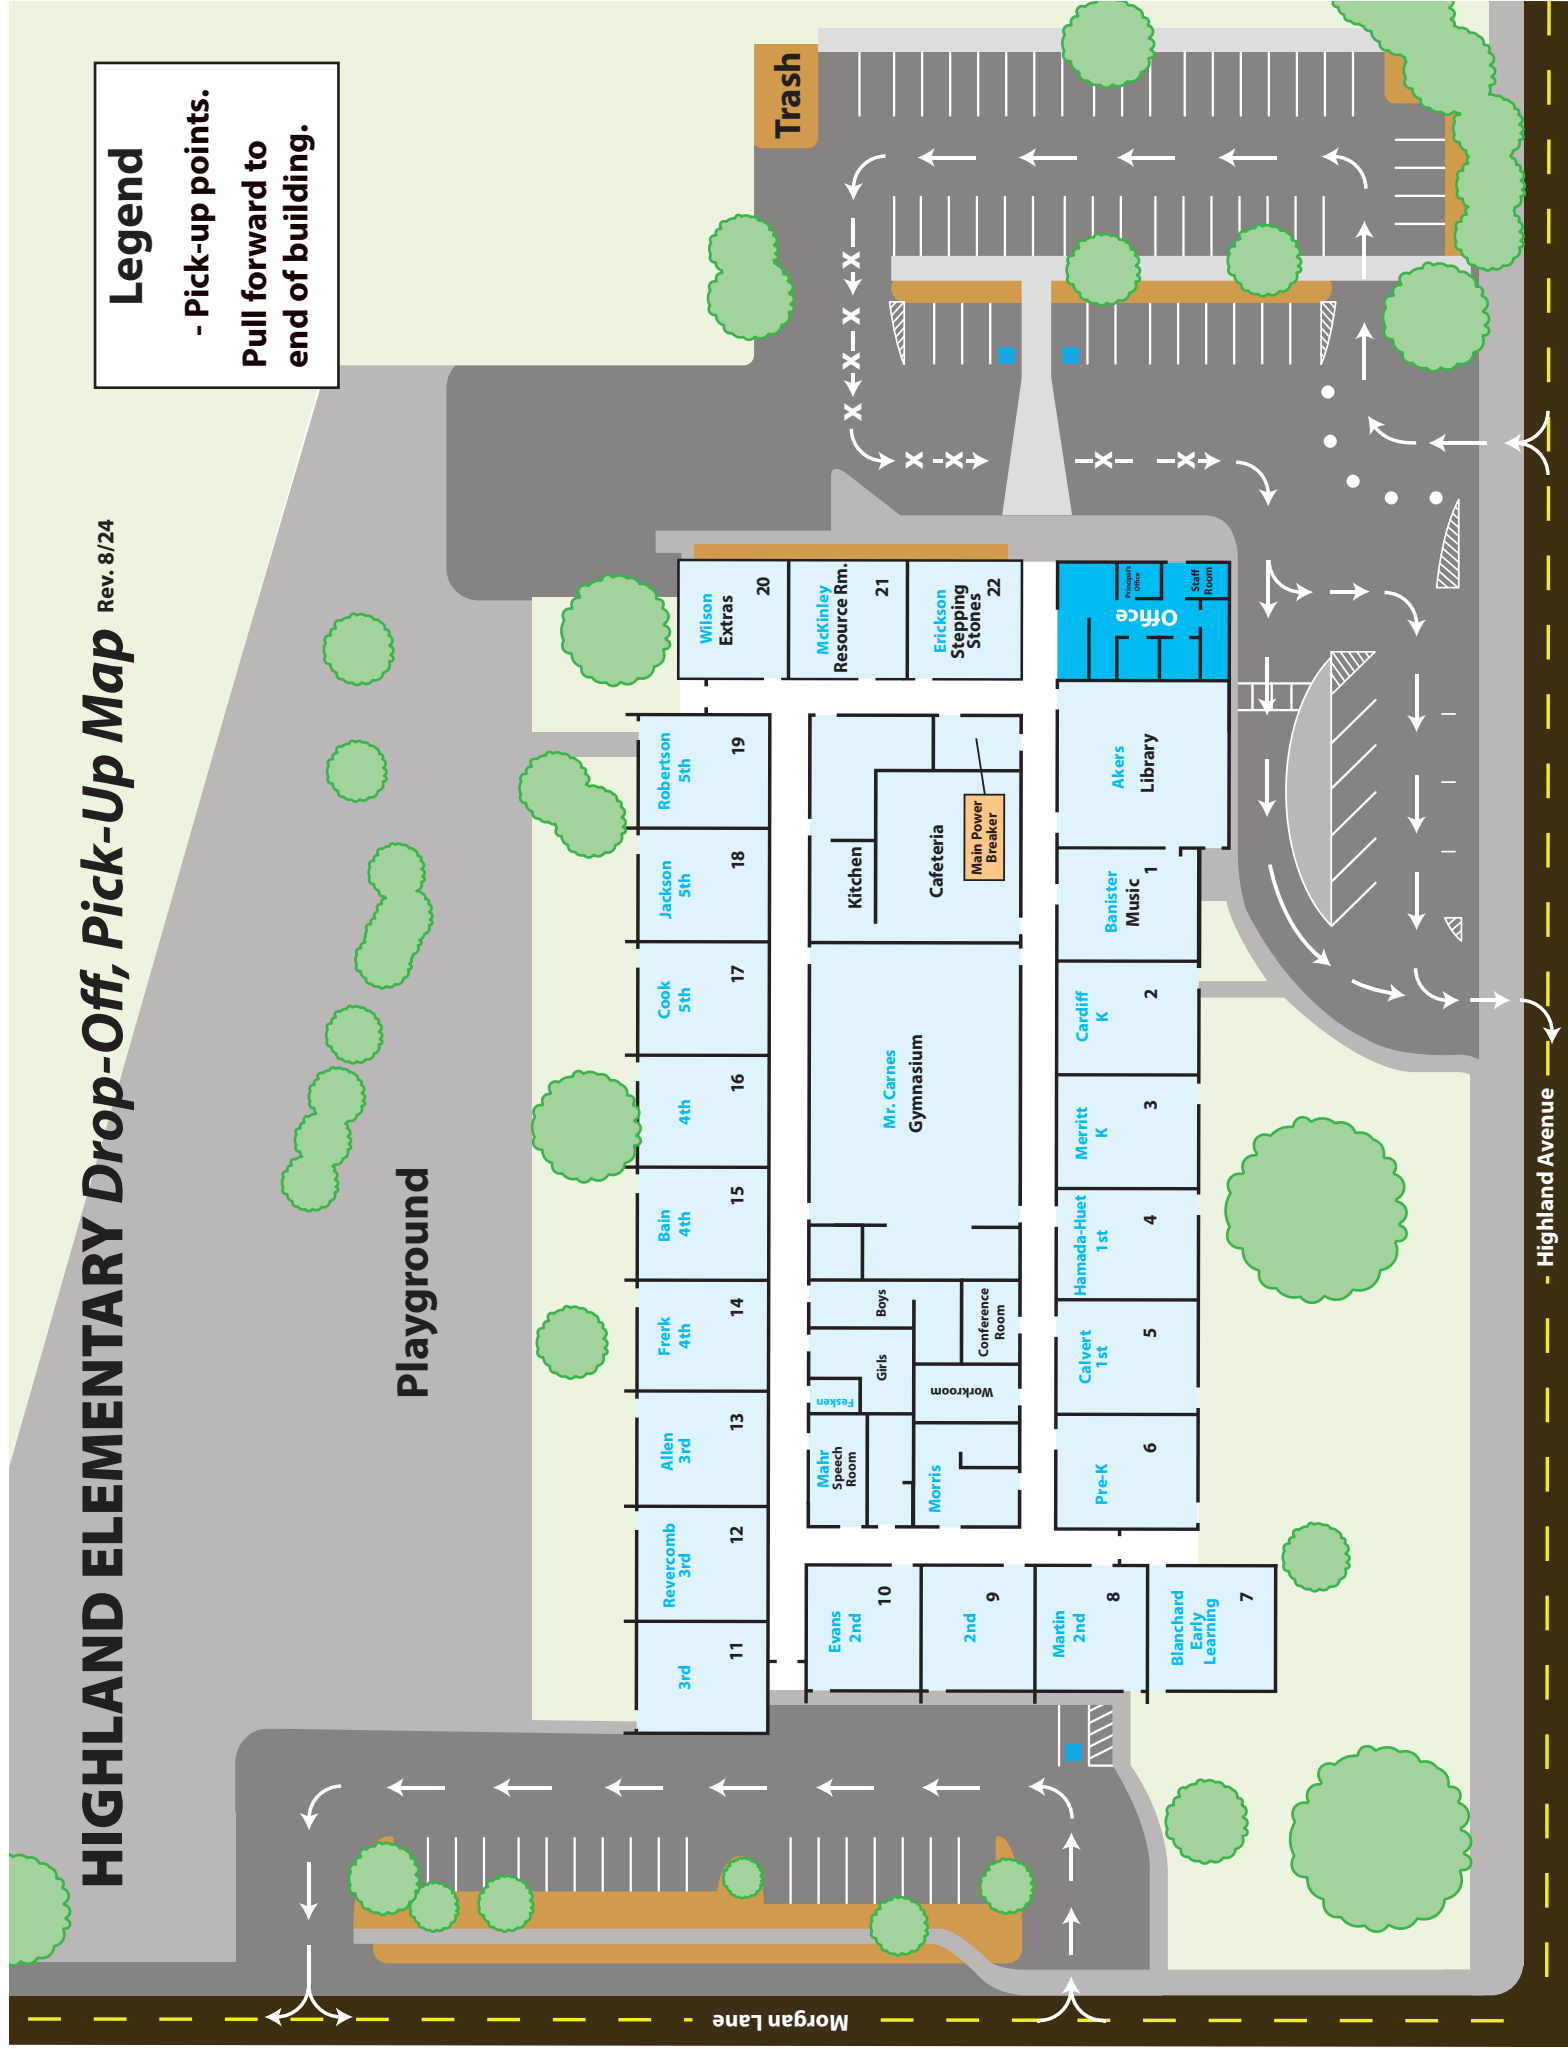 HIGHLAND ELEMENTARY Drop-Off, Pick-Up Map Rev. 8/24
Legend
- Pick-up points.
Pull forward to
end of building.
Trash
Playground
3rd
11
Revercomb
3rd
12
Allen
3rd
13
Frerk
4th
14
Bain
4th
15
4th
16
Cook
5th
17
Jackson
5th
18
Robertson
5th
19
Wilson
Extras
20
McKinley
Resource Rm.
21
Erickson
Stepping
Stones
22
Mahr
Speech
Room
Tesken
Girls
Boys
Morris
Workroom
Conference
Room
Mr. Carnes
Gymnasium
Kitchen
Cafeteria
Main Power
Breaker
Evans
2nd
10
2nd
9
Martin
2nd
8
Blanchard
Early
Learning
7
Pre-K
6
Calvert
1st
5
Hamada-Huet
1st
4
Merritt
K
3
Cardiff
K
2
Banister
Music
1
Akers
Library
Office
Principal's
Office
Staff
Room
X
X
X
X
X
X
X
X
Morgan Lane
Highland Avenue